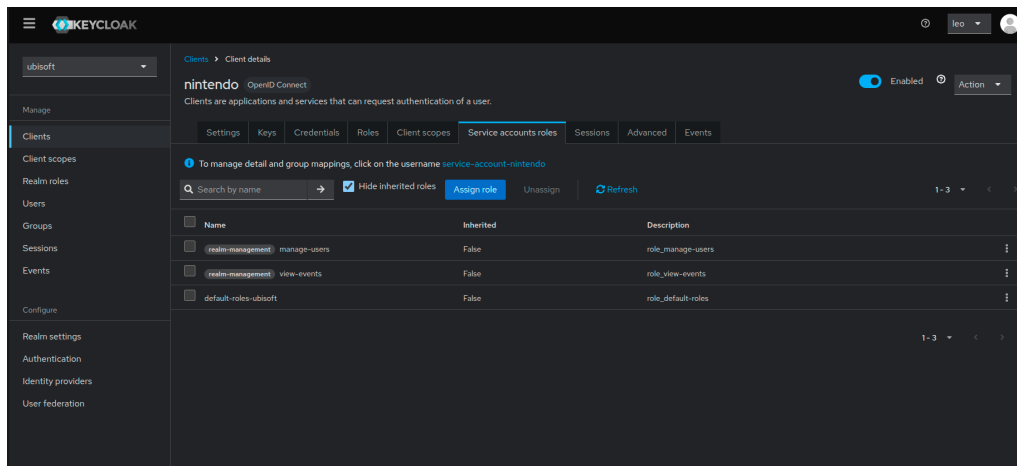 KEYCLOAK
leo
ubisoft
Manage
Clients
Client scopes
Realm roles
Users
Groups
Sessions
Events
Configure
Realm settings
Authentication
Identity providers
User federation
Clients > Client details
nintendo OpenID Connect
Enabled
Action
Clients are applications and services that can request authentication of a user.
Settings Keys Credentials Roles Client scopes Service accounts roles Sessions Advanced Events
To manage detail and group mappings, click on the username service-account-nintendo
Search by name Hide inherited roles Assign role Unassign Refresh 1-3
Name Inherited Description
realm-management manage-users False role_manage-users
realm-management view-events False role_view-events
default-roles-ubisoft False role_default-roles
1-3